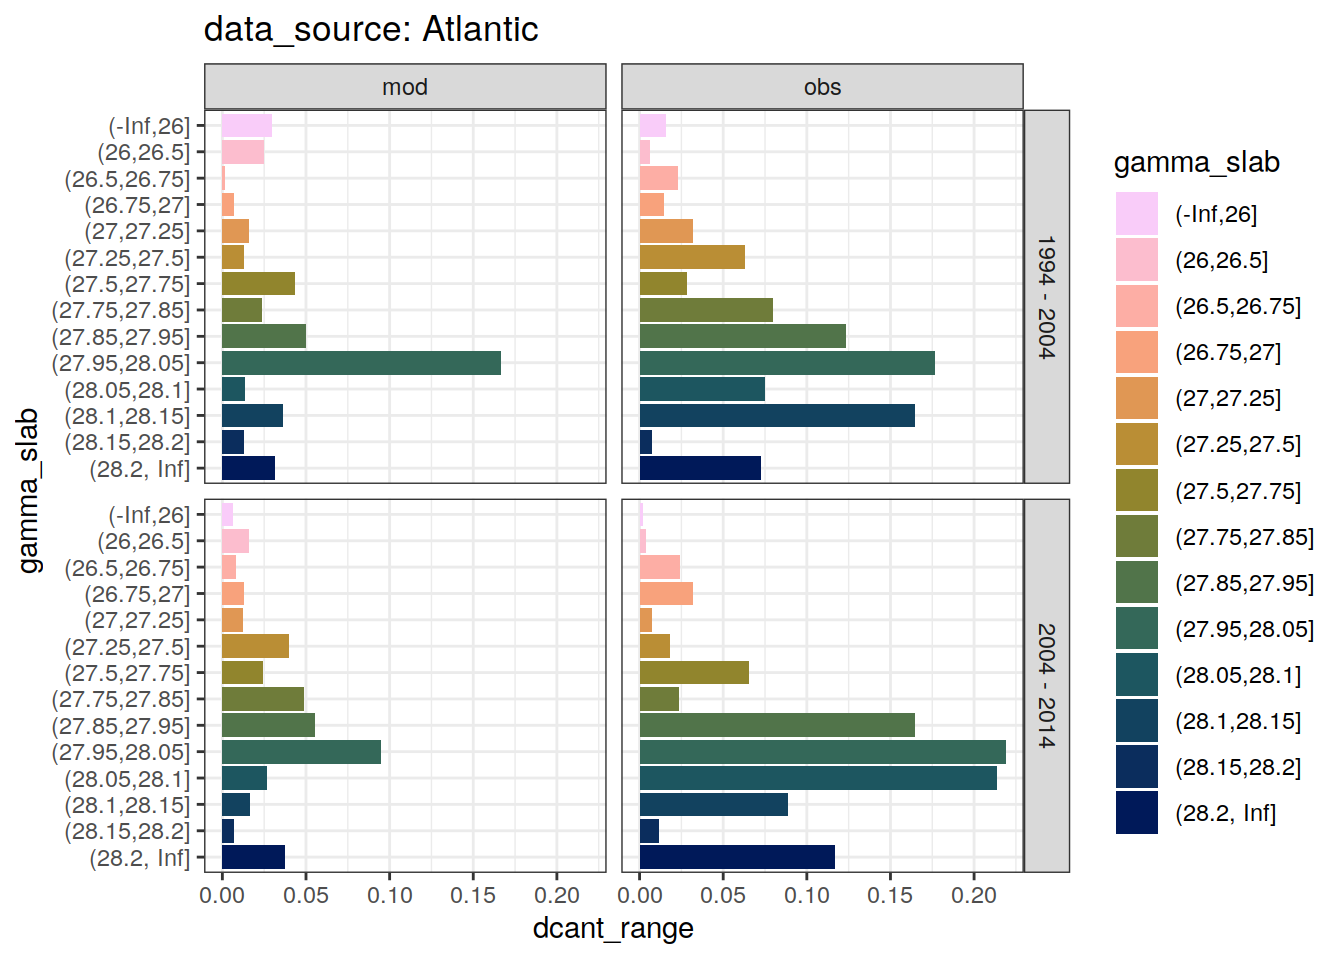 data_source: Atlantic
mod
obs
gamma_slab
(-Inf,26]
(26,26.5]
(26.5,26.75]
(26.75,27]
(27,27.25]
(27.25,27.5]
(27.5,27.75]
(27.75,27.85]
(27.85,27.95]
(27.95,28.05]
(28.05,28.1]
(28.1,28.15]
(28.15,28.2]
(28.2, Inf]
1994 - 2004
(-Inf,26]
(26,26.5]
(26.5,26.75]
(26.75,27]
(27,27.25]
(27.25,27.5]
(27.5,27.75]
(27.75,27.85]
(27.85,27.95]
(27.95,28.05]
(28.05,28.1]
(28.1,28.15]
(28.15,28.2]
(28.2, Inf]
2004 - 2014
0.00 0.05 0.10 0.15 0.20
0.00 0.05 0.10 0.15 0.20
dcant_range
gamma_slab
(-Inf,26]
(26,26.5]
(26.5,26.75]
(26.75,27]
(27,27.25]
(27.25,27.5]
(27.5,27.75]
(27.75,27.85]
(27.85,27.95]
(27.95,28.05]
(28.05,28.1]
(28.1,28.15]
(28.15,28.2]
(28.2, Inf]